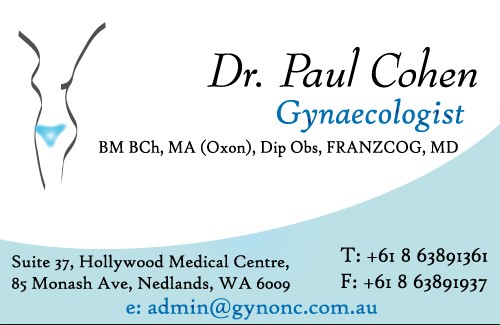 Dr. Paul Cohen
Gynaecologist
BM BCh, MA (Oxon), Dip Obs, FRANZCOG, MD
Suite 37, Hollywood Medical Centre,
85 Monash Ave, Nedlands, WA 6009
T: +61 8 63891361
F: +61 8 63891937
e: admin@gynonc.com.au